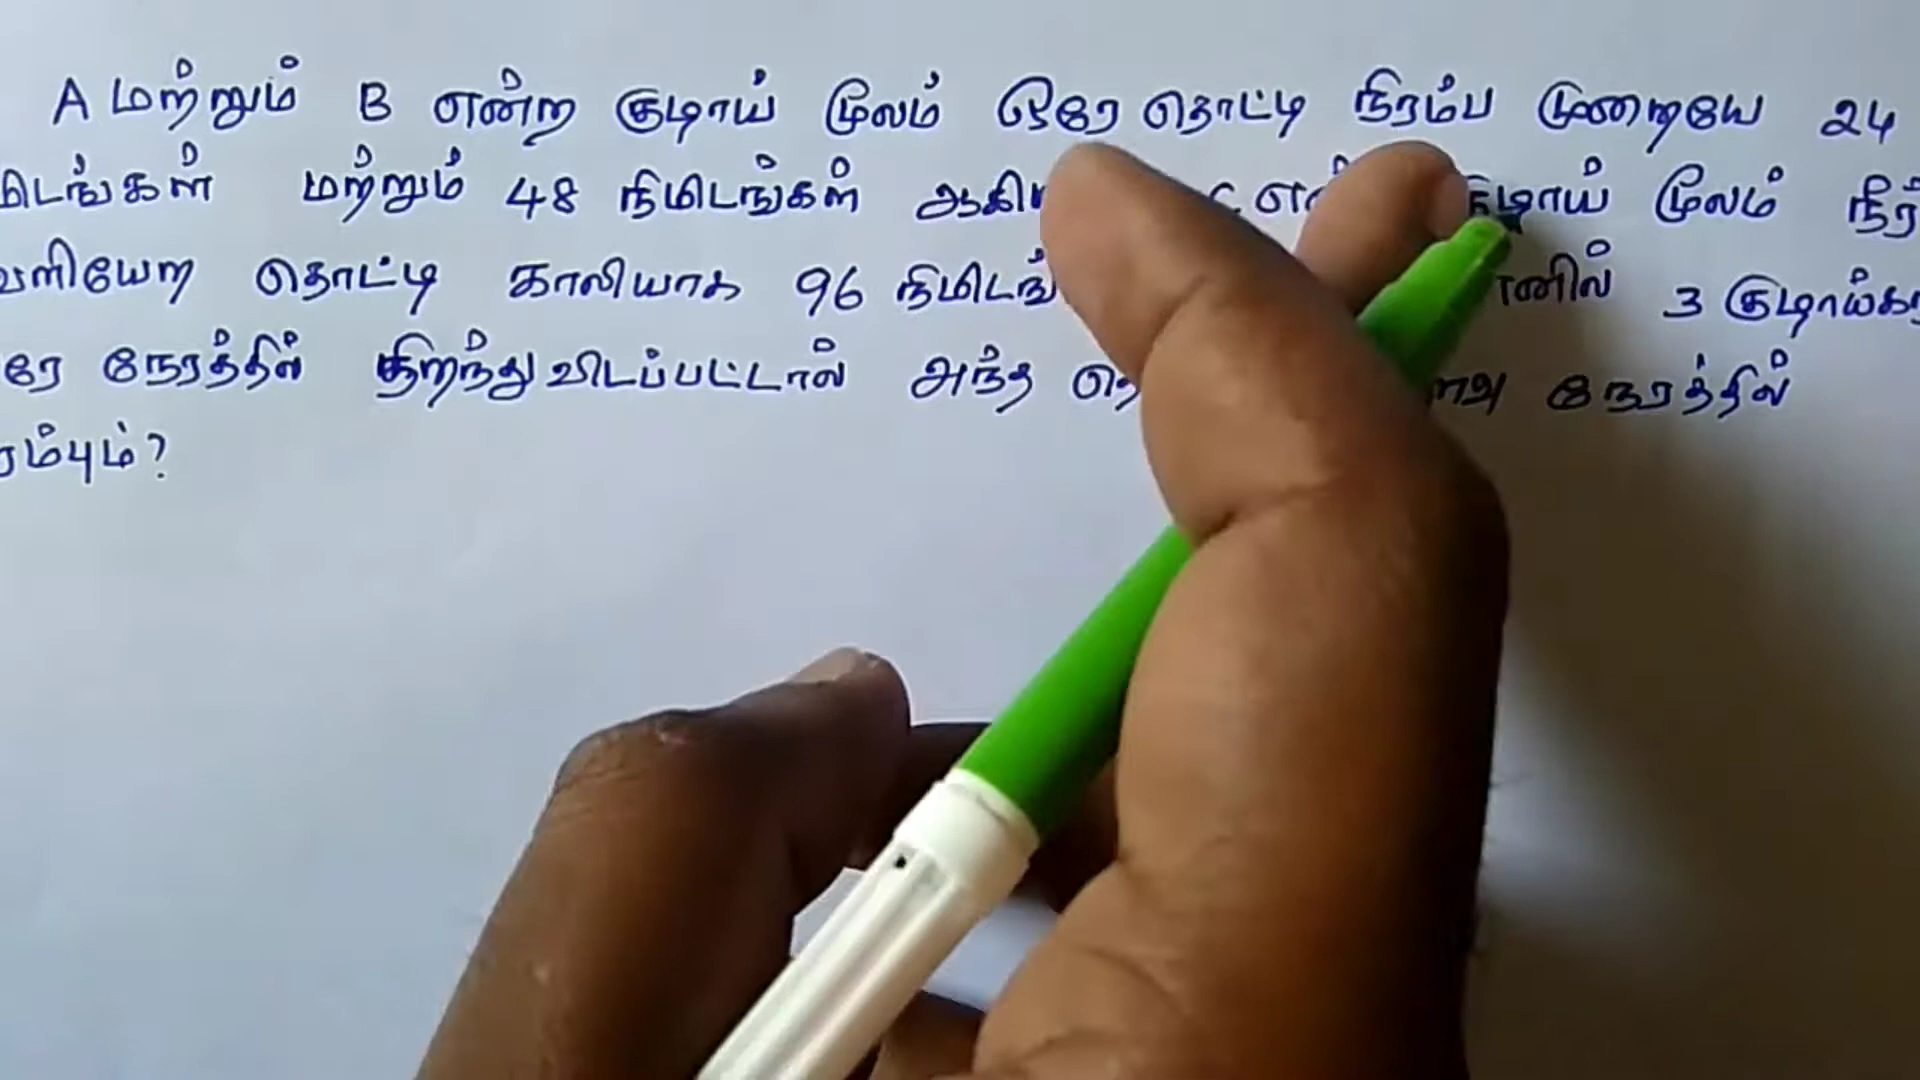 A மற்றும் B என்ற குடாய் மூலம் ஒரே தொட்டி நிரம்ப முறையே 24
மிடங்கள் மற்றும் 48 நிமிடங்கள் மூலம் நீர்
வளியேற தொட்டி காலியாக 96 3
ரே நேரத்தில் திறந்து விடப்பட்டால் அந்த நேரத்தில்
ரம்பும்?